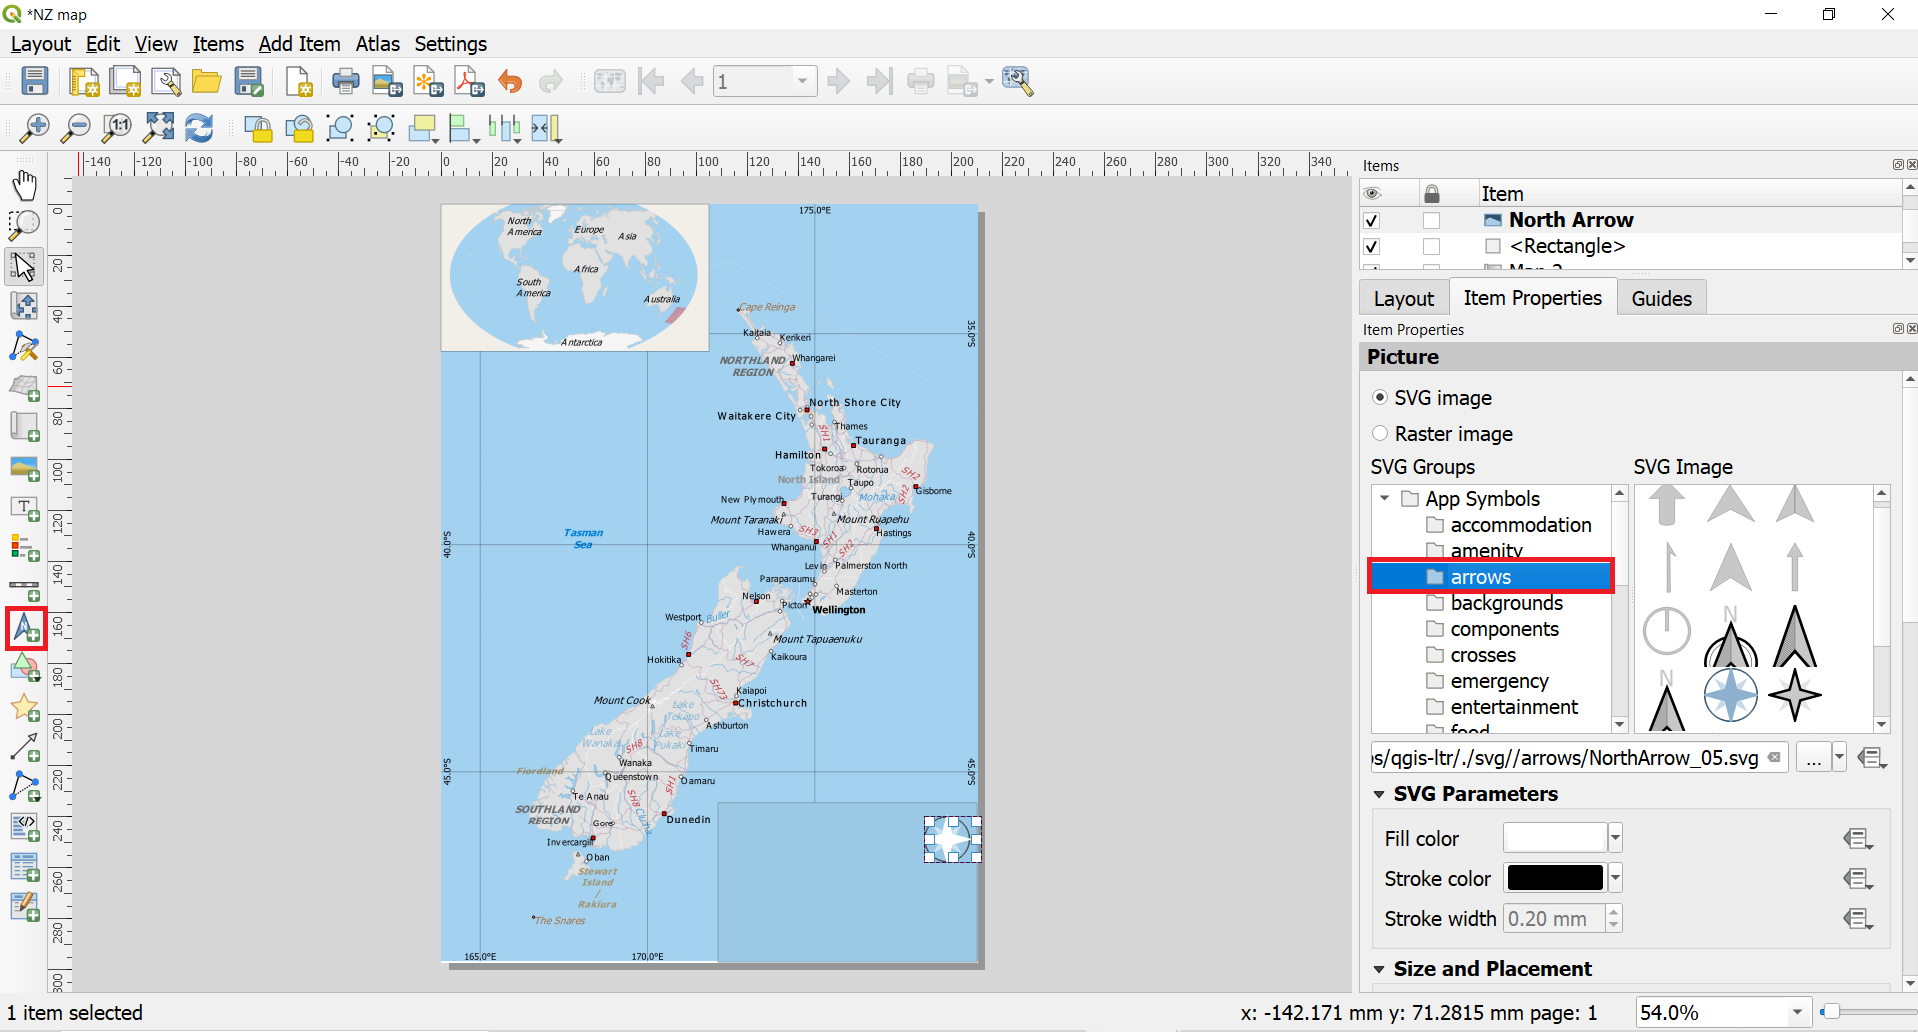 *NZ map
Layout Edit View Items Add Item Atlas Settings
1
1:1
-140 -120 -100 -80 -60 -40 -20 0 20 40 60 80 100 120 140 160 180 200 220 240 260 280 300 320 340
0
20
40
60
80
100
120
140
160
180
200
220
240
260
280
300
North America
Europe
Asia
Africa
South America
Australia
Antarctica
175.0°E
Cape Reinga
35.0°S
Kaitaia
Kerikeri
NORTHLAND REGION
Whangarei
North Shore City
Waitakere City
SH1
Thames
Tauranga
Hamilton
Tokoroa
Rotorua
SH2
North Island
Taupo
SH2
Gisborne
New Plymouth
Turangi
Mohaka
Mount Taranaki
Mount Ruapehu
Hawera
SH3
Hastings
Tasman Sea
40.0°S
Whanganui
SH1
SH2
40.0°S
Levin
Palmerston North
Paraparaumu
Masterton
Nelson
Picton
Wellington
Westport
Buller
SH6
Mount Tapuaenuku
Hokitika
SH7
Kaikoura
SH73
Kaiapoi
Mount Cook
Lake Tekapo
Christchurch
Ashburton
Lake Wanaka
SH8
Lake Pukaki
Timaru
Wanaka
Fiordland
Queenstown
45.0°S
SH1
Oamaru
45.0°S
Te Anau
SH8
Clutha
SOUTHLAND REGION
Gore
Dunedin
Invercargill
Oban
Stewart Island / Rakiura
The Snares
165.0°E
170.0°E
Items
Item
North Arrow
<Rectangle>
Layout Item Properties Guides
Item Properties
Picture
SVG image
Raster image
SVG Groups
SVG Image
App Symbols
accommodation
amenity
arrows
backgrounds
components
crosses
emergency
entertainment
food
N
N
s/qgis-ltr/./svg//arrows/NorthArrow_05.svg
...
SVG Parameters
Fill color
Stroke color
Stroke width 0.20 mm
Size and Placement
1 item selected
x: -142.171 mm y: 71.2815 mm page: 1
54.0%